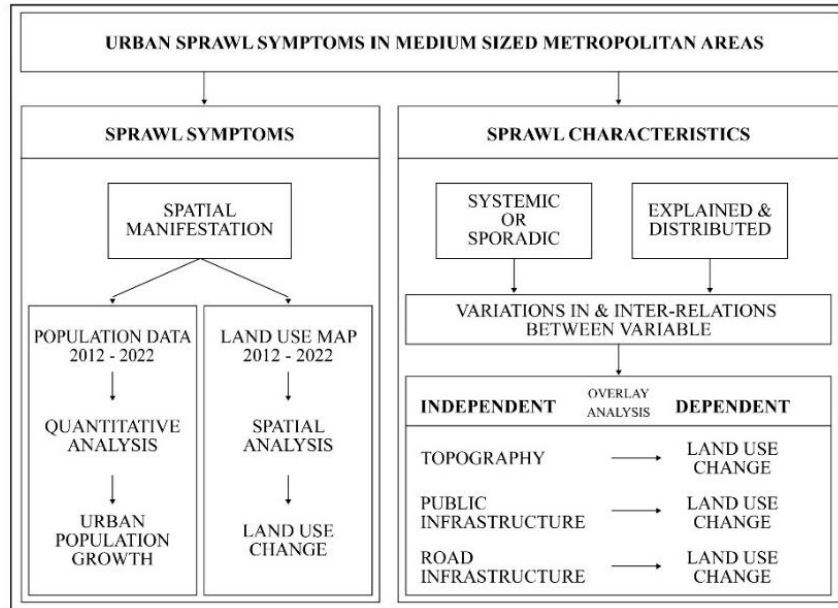 URBAN SPRAWL SYMPTOMS IN MEDIUM SIZED METROPOLITAN AREAS
SPRAWL SYMPTOMS
SPATIAL
MANIFESTATION
POPULATION DATA
2012 - 2022
QUANTITATIVE
ANALYSIS
URBAN
POPULATION
GROWTH
LAND USE MAP
2012 - 2022
SPATIAL
ANALYSIS
LAND USE
CHANGE
SPRAWL CHARACTERISTICS
SYSTEMIC
OR
SPORADIC
EXPLAINED &
DISTRIBUTED
VARIATIONS IN & INTER-RELATIONS
BETWEEN VARIABLE
INDEPENDENT
OVERLAY
ANALYSIS
DEPENDENT
TOPOGRAPHY
LAND USE
CHANGE
PUBLIC
INFRASTRUCTURE
LAND USE
CHANGE
ROAD
INFRASTRUCTURE
LAND USE
CHANGE